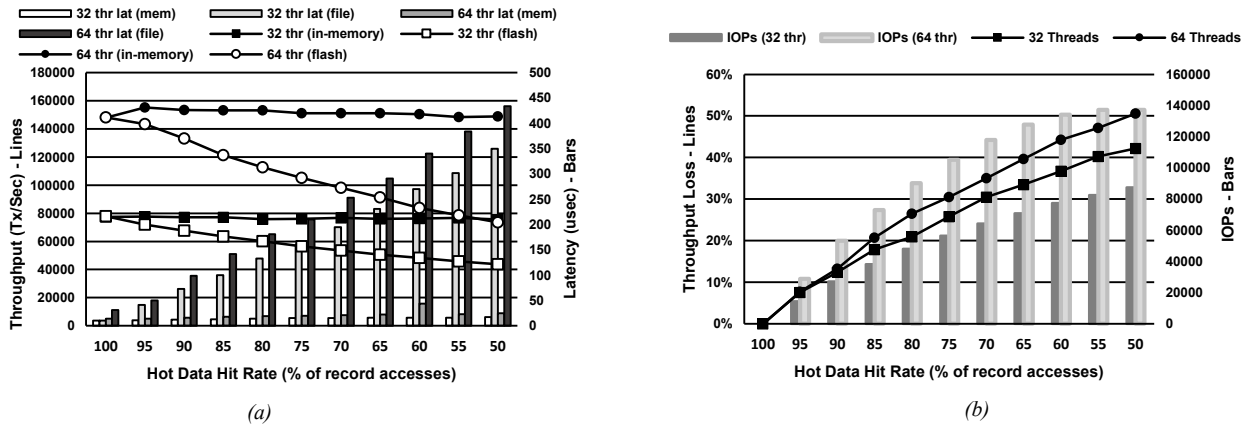 32 thr lat (mem) 32 thr lat (file) 64 thr lat (mem)
64 thr lat (file) 32 thr (in-memory) 32 thr (flash)
64 thr (in-memory) 64 thr (flash)
Throughput (Tx/Sec) - Lines
180000
160000
140000
120000
100000
80000
60000
40000
20000
0
500
450
400
350
300
250
200
150
100
50
0
Latency (usec) - Bars
100 95 90 85 80 75 70 65 60 55 50
Hot Data Hit Rate (% of record accesses)
(a)
IOPs (32 thr) IOPs (64 thr) 32 Threads 64 Threads
Throughput Loss - Lines
60%
50%
40%
30%
20%
10%
0%
160000
140000
120000
100000
80000
60000
40000
20000
0
IOPs - Bars
100 95 90 85 80 75 70 65 60 55 50
Hot Data Hit Rate (% of record accesses)
(b)